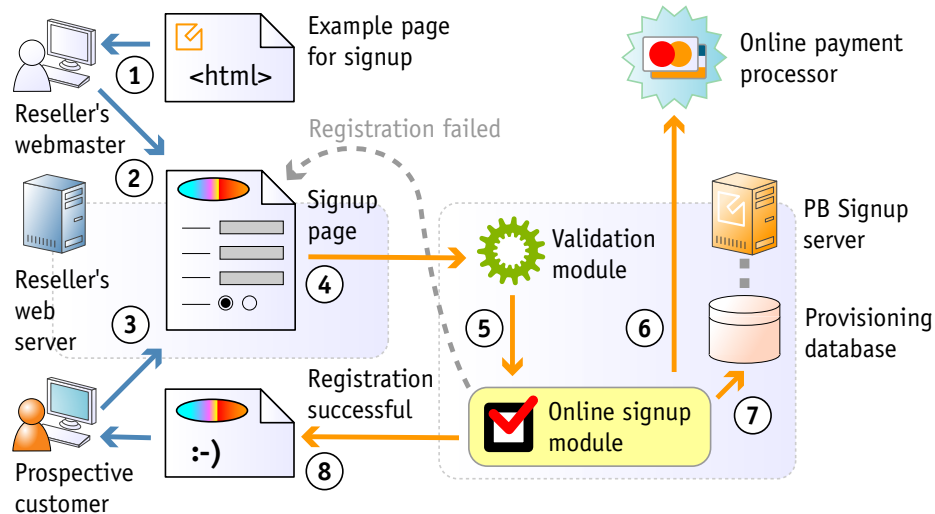 Example page
for signup
<html>
1
Reseller's
webmaster
Online payment
processor
Registration failed
2
Signup
page
PB Signup
server
Validation
module
Reseller's
web
server
3
4
5
6
Provisioning
database
Registration
successful
:-)
Online signup
module
7
8
Prospective
customer